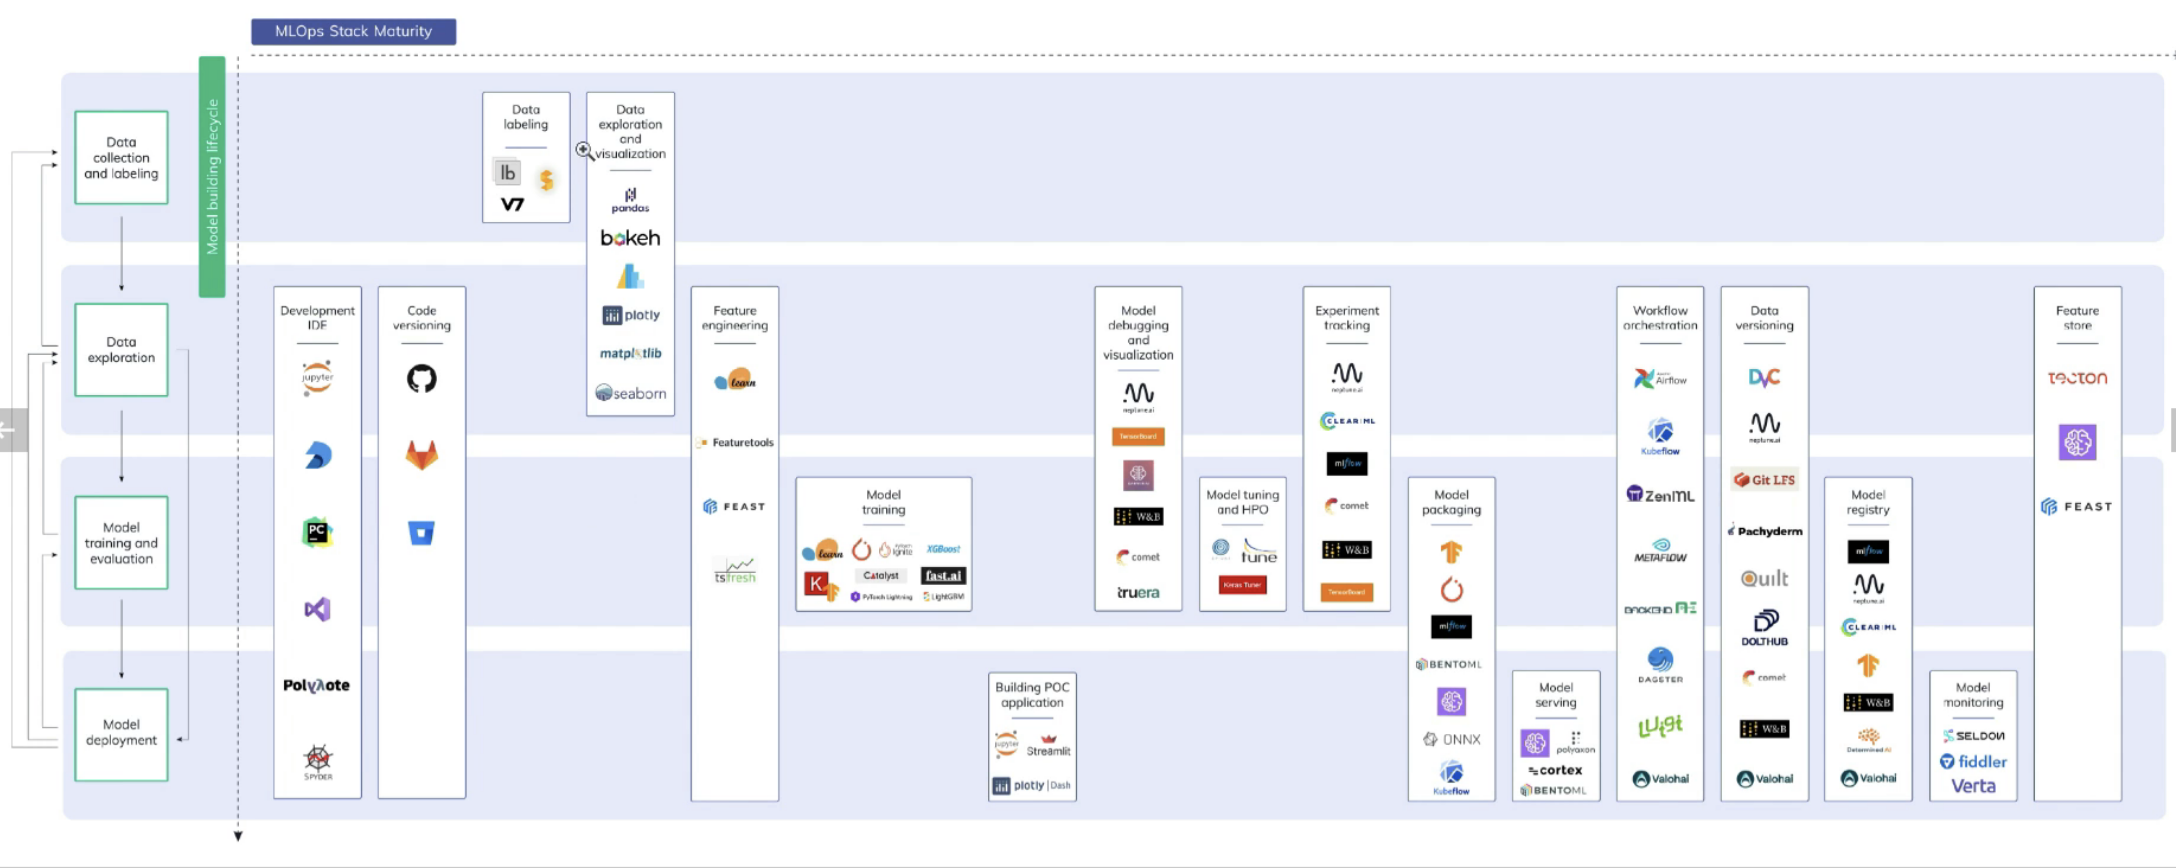 MLOps Stack Maturity
Model building lifecycle
Data
collection
and labeling
Data
exploration
Model
training and
evaluation
Model
deployment
Data
labeling
lb
V7
Data
exploration
and
visualization
pandas
bokeh
plotly
matplotlib
seaborn
Development
IDE
jupyter
PC
Polynote
SPYDER
Code
versioning
Feature
engineering
learn
Featuretools
FEAST
tsfresh
Model
training
learn
Ignite
XGBoost
K
Catalyst
fast.ai
PyTorch Lightning
LightGBM
Building POC
application
jupyter
Streamlit
plotly | Dash
Model
debugging
and
visualization
neptune.ai
TensorBoard
W&B
comet
truera
Model tuning
and HPO
tune
Keras Tuner
Experiment
tracking
neptune.ai
CLEAR|ML
mlflow
comet
W&B
TensorBoard
Model
packaging
mlflow
BENTOML
ONNX
Kubeflow
Model
serving
polyaxon
cortex
BENTOML
Workflow
orchestration
Airflow
Kubeflow
ZenML
METAFLOW
DAGSTER
Luigi
Valohai
Data
versioning
DVC
neptune.ai
Git LFS
Pachyderm
Quilt
DOLTHUB
comet
W&B
Valohai
Model
registry
mlflow
neptune.ai
CLEAR|ML
W&B
Determined AI
Valohai
Model
monitoring
SELDON
fiddler
Verta
Feature
store
tecton
FEAST